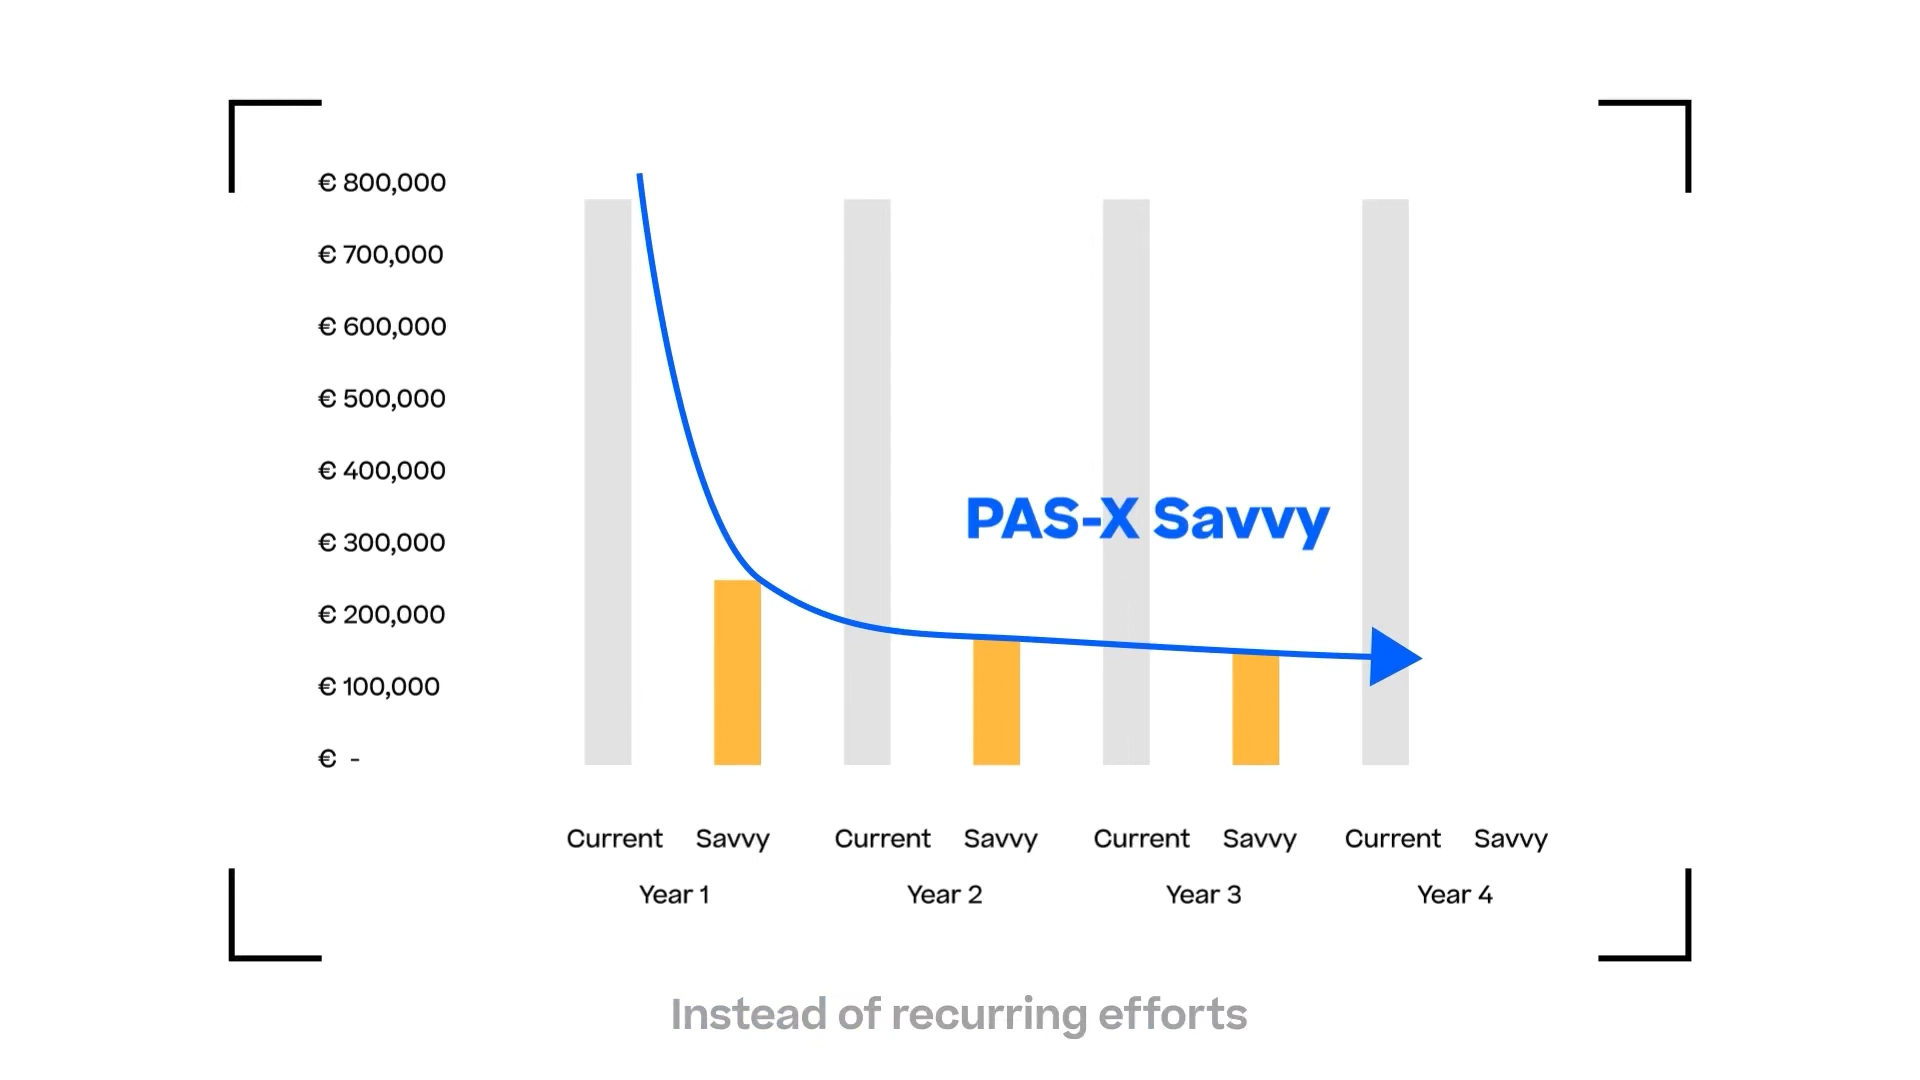 € 800,000
€ 700,000
€ 600,000
€ 500,000
€ 400,000
€ 300,000
€ 200,000
€ 100,000
€ -
PAS-X Savvy
Current Savvy Current Savvy Current Savvy Current Savvy
Year 1 Year 2 Year 3 Year 4
Instead of recurring efforts